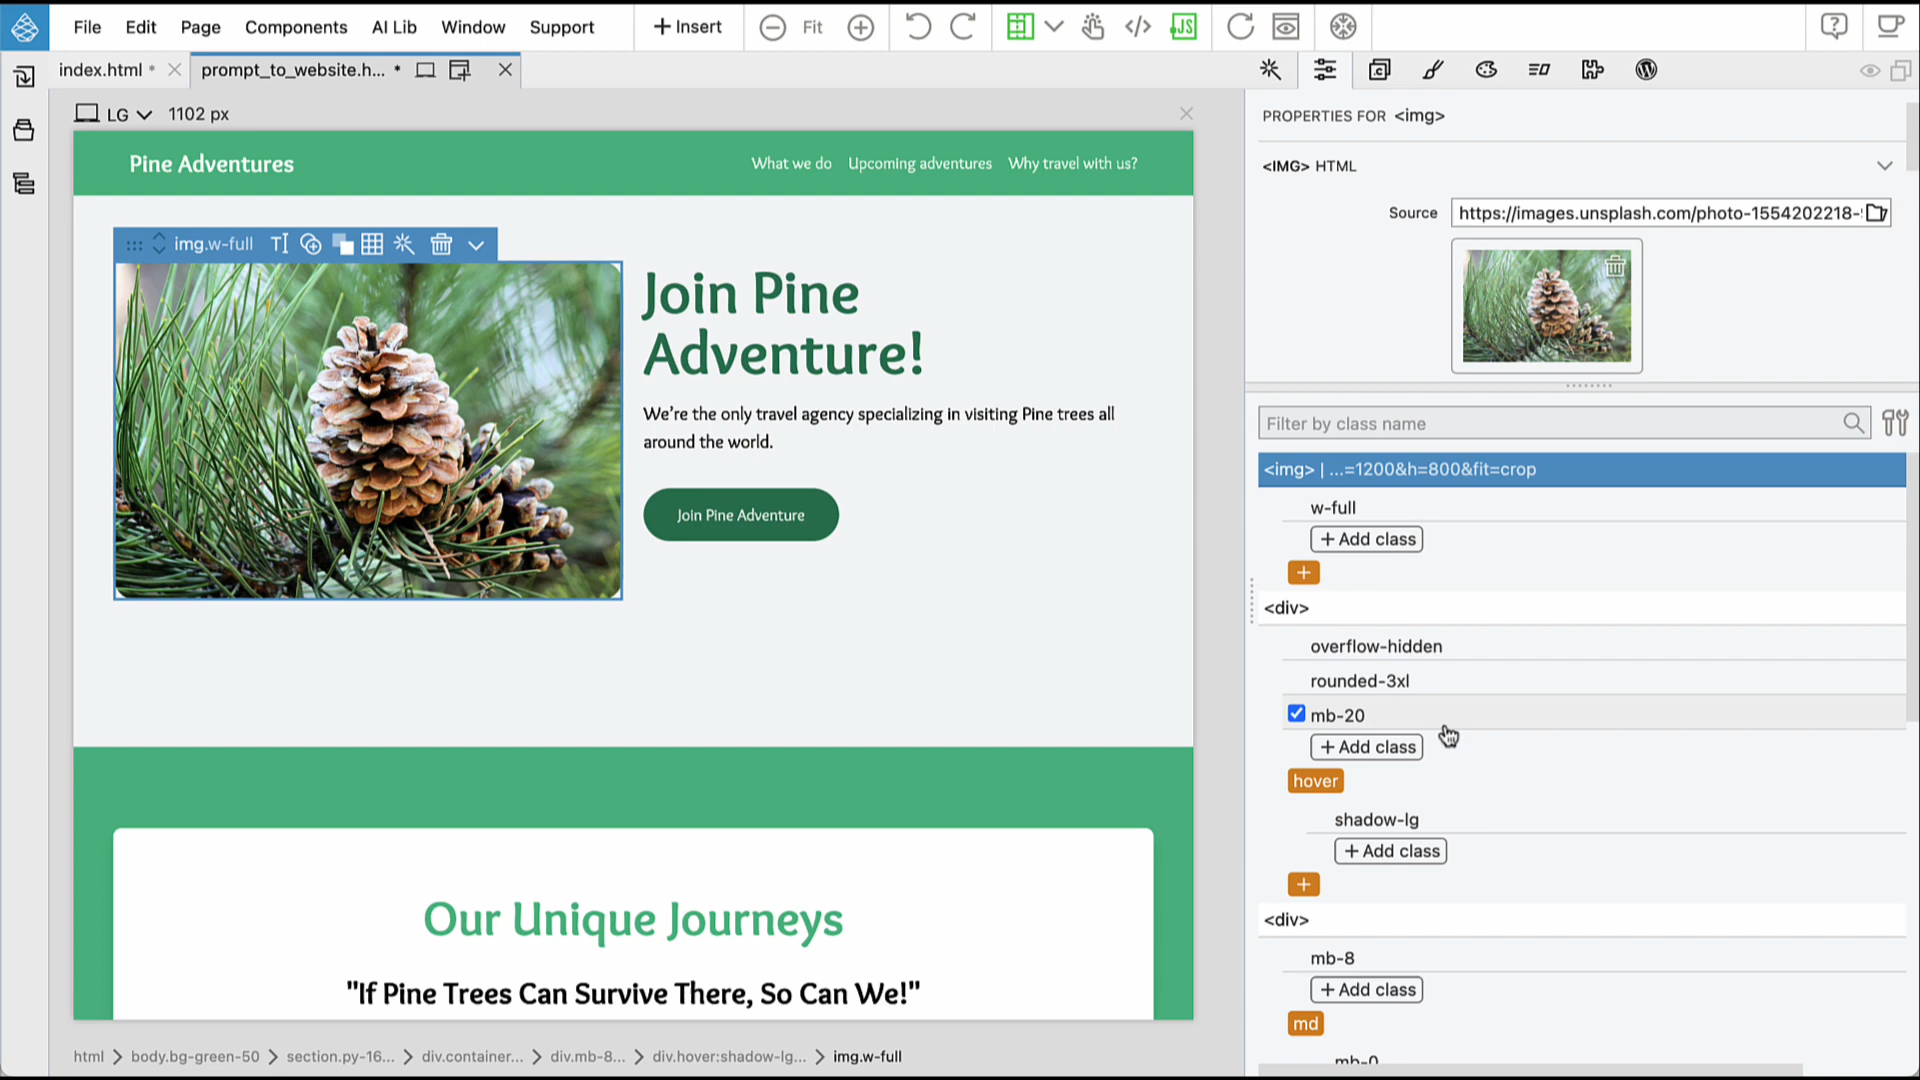 File Edit Page Components AI Lib Window Support Insert Fit JS
index.html * prompt_to_website.h... *
LG 1102 px
Pine Adventures What we do Upcoming adventures Why travel with us?
img.w-full
Join Pine
Adventure!
We're the only travel agency specializing in visiting Pine trees all
around the world.
Join Pine Adventure
Our Unique Journeys
"If Pine Trees Can Survive There, So Can We!"
html body.bg-green-50 section.py-16... div.container... div.mb-8... div.hover:shadow-lg... img.w-full
PROPERTIES FOR <img>
<IMG> HTML
Source https://images.unsplash.com/photo-1554202218-
Filter by class name
<img> | ...=1200&h=800&fit=crop
w-full
+ Add class
+
<div>
overflow-hidden
rounded-3xl
mb-20
+ Add class
hover
shadow-lg
+ Add class
+
<div>
mb-8
+ Add class
md
mb-0